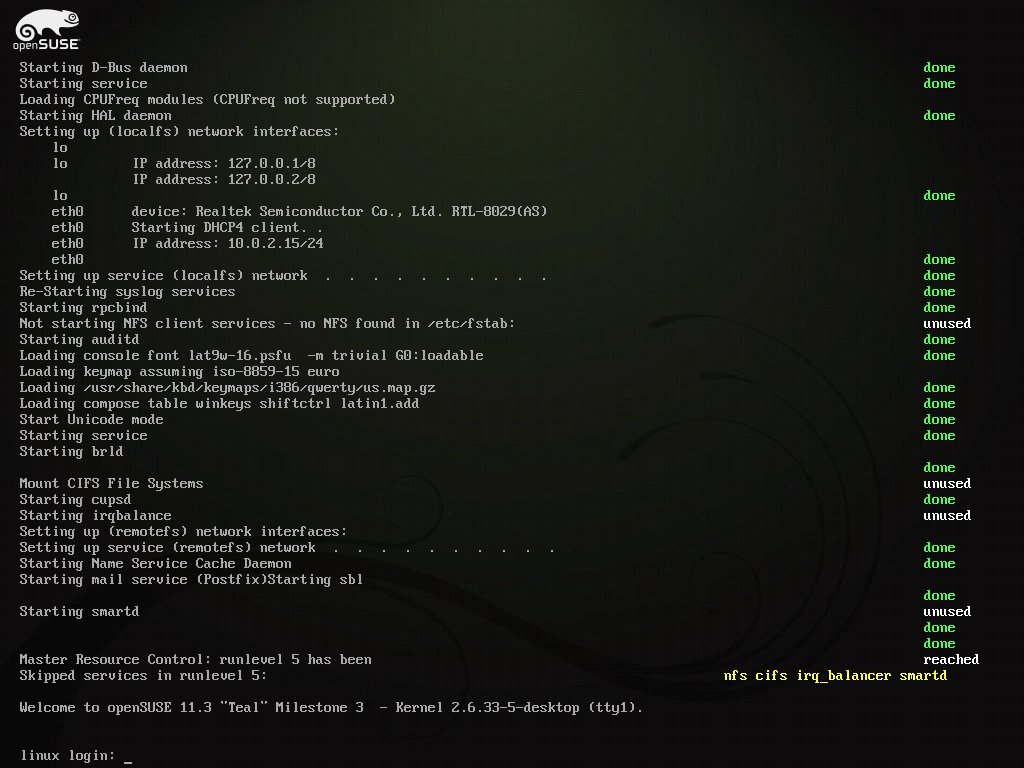 openSUSE
Starting D-Bus daemon done
Starting service done
Loading CPUFreq modules (CPUFreq not supported)
Starting HAL daemon done
Setting up (localfs) network interfaces:
lo
lo IP address: 127.0.0.1/8
IP address: 127.0.0.2/8
lo done
eth0 device: Realtek Semiconductor Co., Ltd. RTL-8029(AS)
eth0 Starting DHCP4 client. .
eth0 IP address: 10.0.2.15/24
eth0 done
Setting up service (localfs) network . . . . . . . . . . done
Re-Starting syslog services done
Starting rpcbind done
Not starting NFS client services - no NFS found in /etc/fstab: unused
Starting auditd done
Loading console font lat9w-16.psfu -m trivial G0:loadable done
Loading keymap assuming iso-8859-15 euro
Loading /usr/share/kbd/keymaps/i386/qwerty/us.map.gz done
Loading compose table winkeys shiftctrl latin1.add done
Start Unicode mode done
Starting service done
Starting brld
done
Mount CIFS File Systems unused
Starting cupsd done
Starting irqbalance unused
Setting up (remotefs) network interfaces:
Setting up service (remotefs) network . . . . . . . . . . done
Starting Name Service Cache Daemon done
Starting mail service (Postfix)Starting sbl
done
Starting smartd unused
done
done
Master Resource Control: runlevel 5 has been reached
Skipped services in runlevel 5: nfs cifs irq_balancer smartd
Welcome to openSUSE 11.3 "Teal" Milestone 3 - Kernel 2.6.33-5-desktop (tty1).
linux login: _